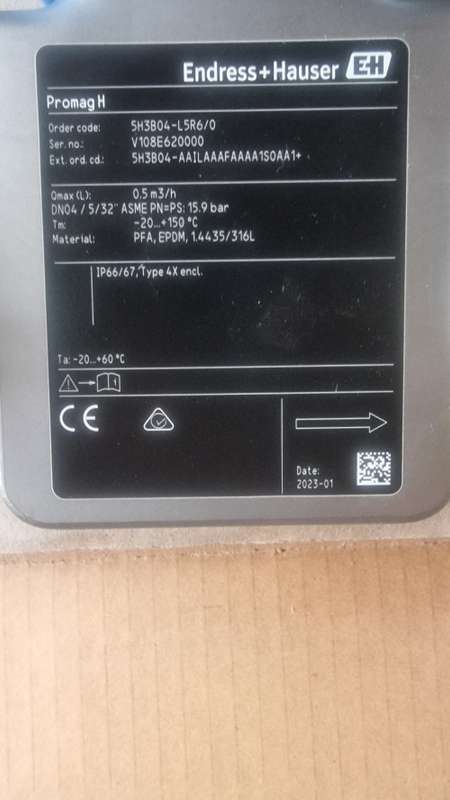 Endress+Hauser EH
Promag H
Order code: 5H3B04-L5R6/0
Ser. no.: V108E620000
Ext. ord. cd.: 5H3B04-AAILAAAFAAAA1S0AA1+
Qmax (L): 0.5 m3/h
DN04 / 5/32" ASME PN=PS: 15.9 bar
Tm: -20...+150 °C
Material: PFA, EPDM, 1.4435/316L
IP66/67, Type 4X encl.
Ta: -20...+60 °C
CE
Date:
2023-01